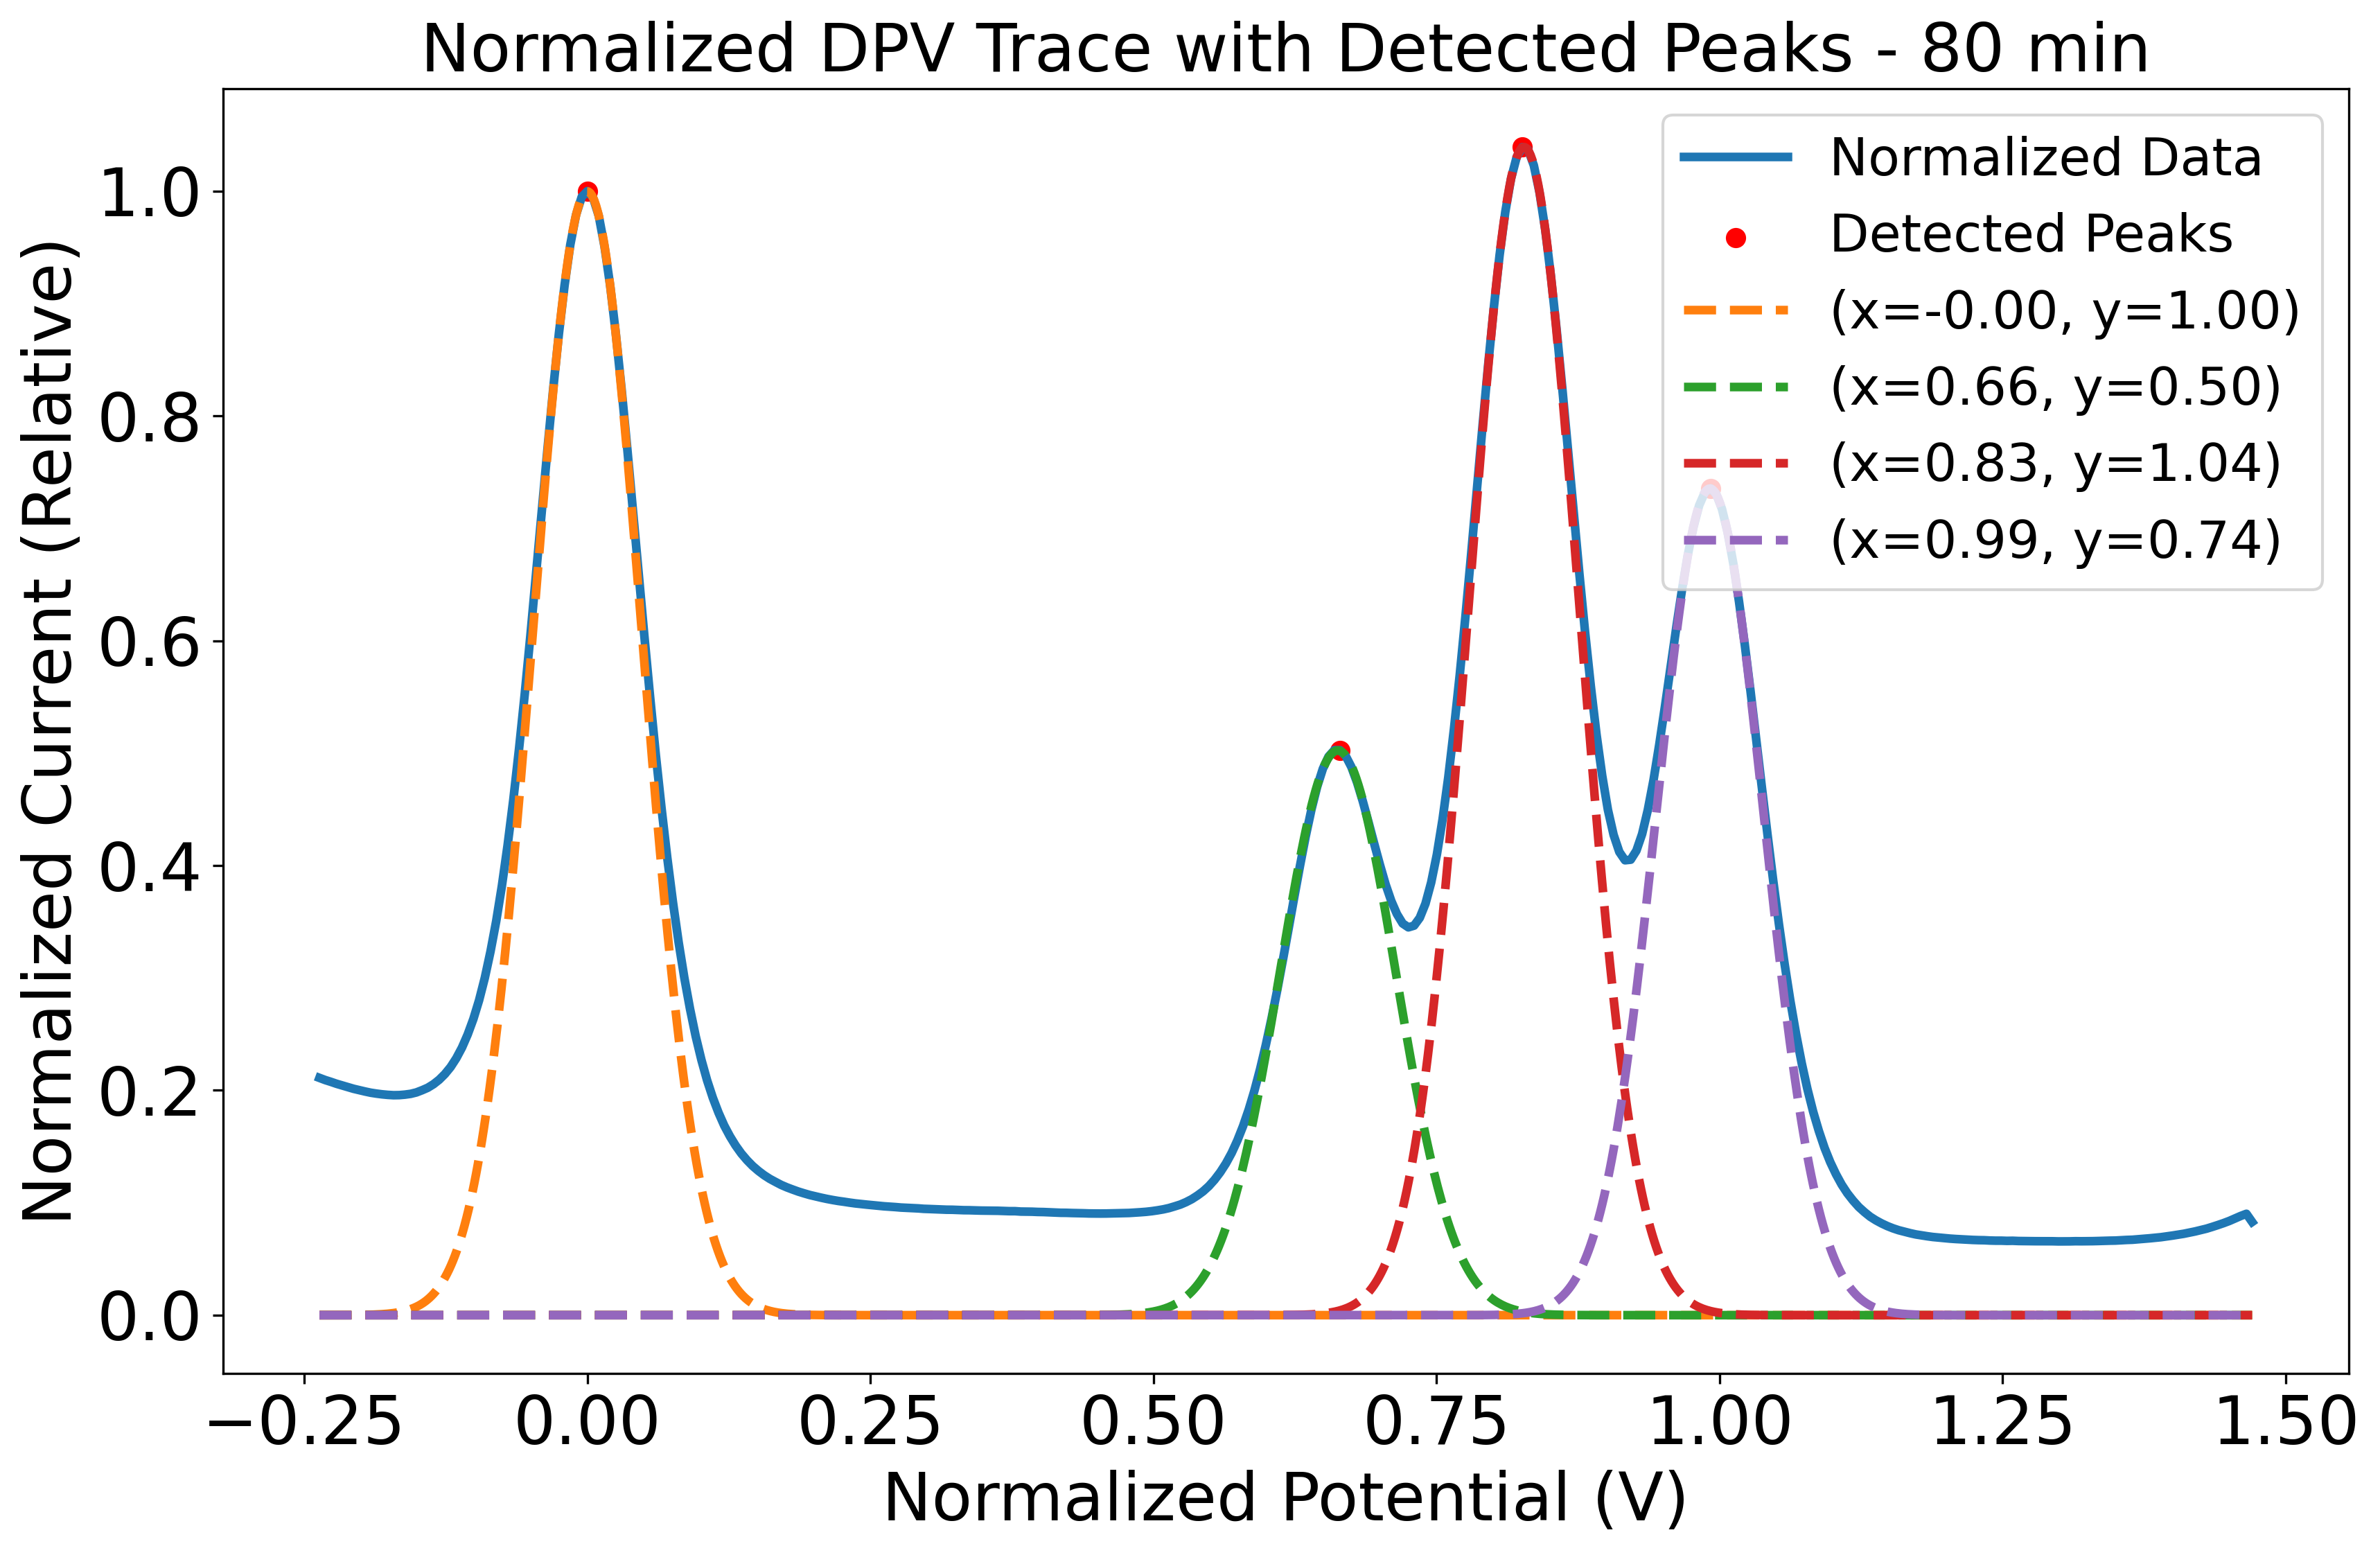 Normalized DPV Trace with Detected Peaks - 80 min
Normalized Current (Relative)
1.0
0.8
0.6
0.4
0.2
0.0
Normalized Data
Detected Peaks
(x=-0.00, y=1.00)
(x=0.66, y=0.50)
(x=0.83, y=1.04)
(x=0.99, y=0.74)
−0.25 0.00 0.25 0.50 0.75 1.00 1.25 1.50
Normalized Potential (V)